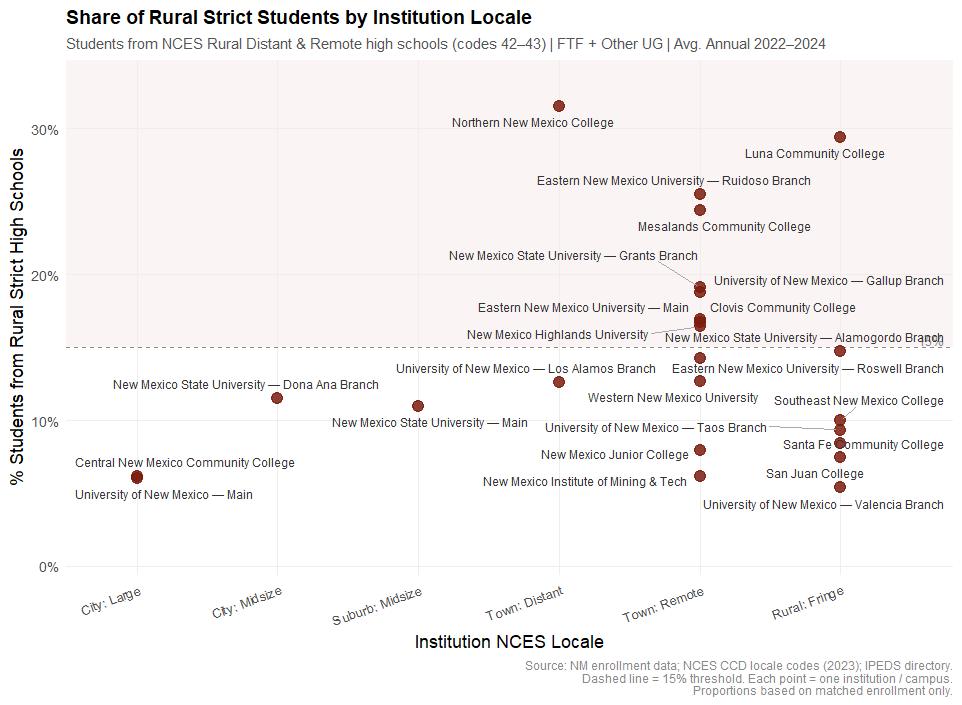 Share of Rural Strict Students by Institution Locale
Students from NCES Rural Distant & Remote high schools (codes 42–43) | FTF + Other UG | Avg. Annual 2022–2024
% Students from Rural Strict High Schools
30%
20%
10%
0%
Northern New Mexico College
Luna Community College
Eastern New Mexico University — Ruidoso Branch
Mesalands Community College
New Mexico State University — Grants Branch
University of New Mexico — Gallup Branch
Eastern New Mexico University — Main
Clovis Community College
New Mexico Highlands University
New Mexico State University — Alamogordo Branch
15%
University of New Mexico — Los Alamos Branch
Eastern New Mexico University — Roswell Branch
New Mexico State University — Dona Ana Branch
Western New Mexico University
Southeast New Mexico College
New Mexico State University — Main
University of New Mexico — Taos Branch
Santa Fe Community College
New Mexico Junior College
Central New Mexico Community College
San Juan College
New Mexico Institute of Mining & Tech
University of New Mexico — Main
University of New Mexico — Valencia Branch
City: Large
City: Midsize
Suburb: Midsize
Town: Distant
Town: Remote
Rural: Fringe
Institution NCES Locale
Source: NM enrollment data; NCES CCD locale codes (2023); IPEDS directory.
Dashed line = 15% threshold. Each point = one institution / campus.
Proportions based on matched enrollment only.